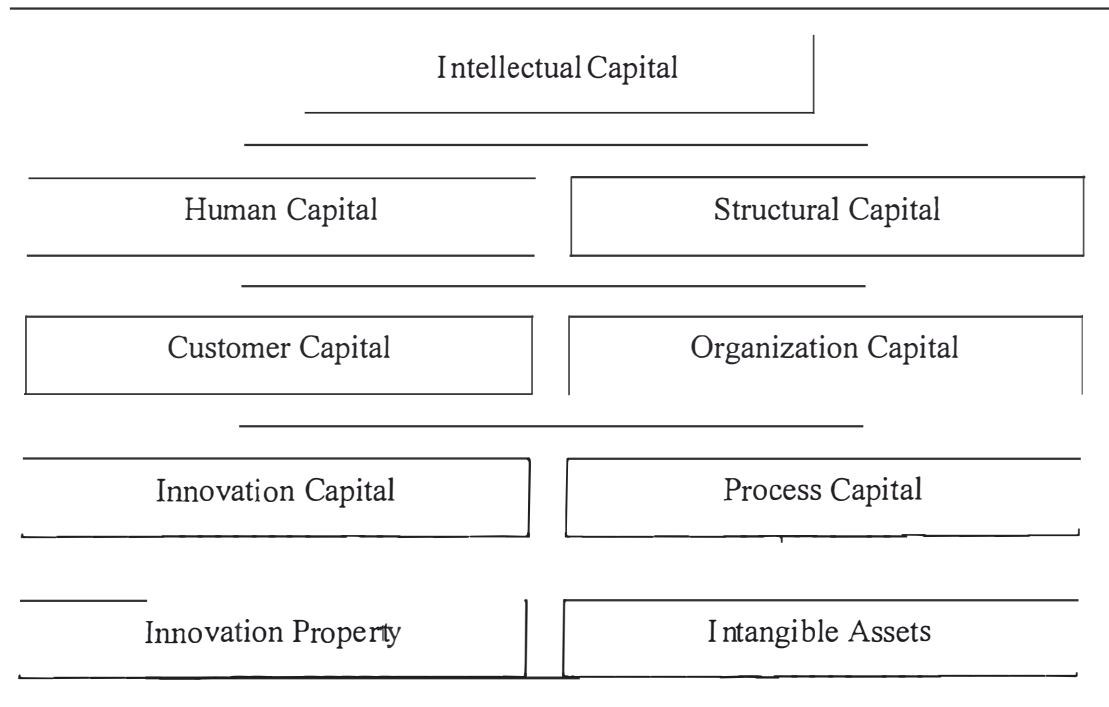 Intellectual Capital
Human Capital
Structural Capital
Customer Capital
Organization Capital
Innovation Capital
Process Capital
Innovation Property
Intangible Assets